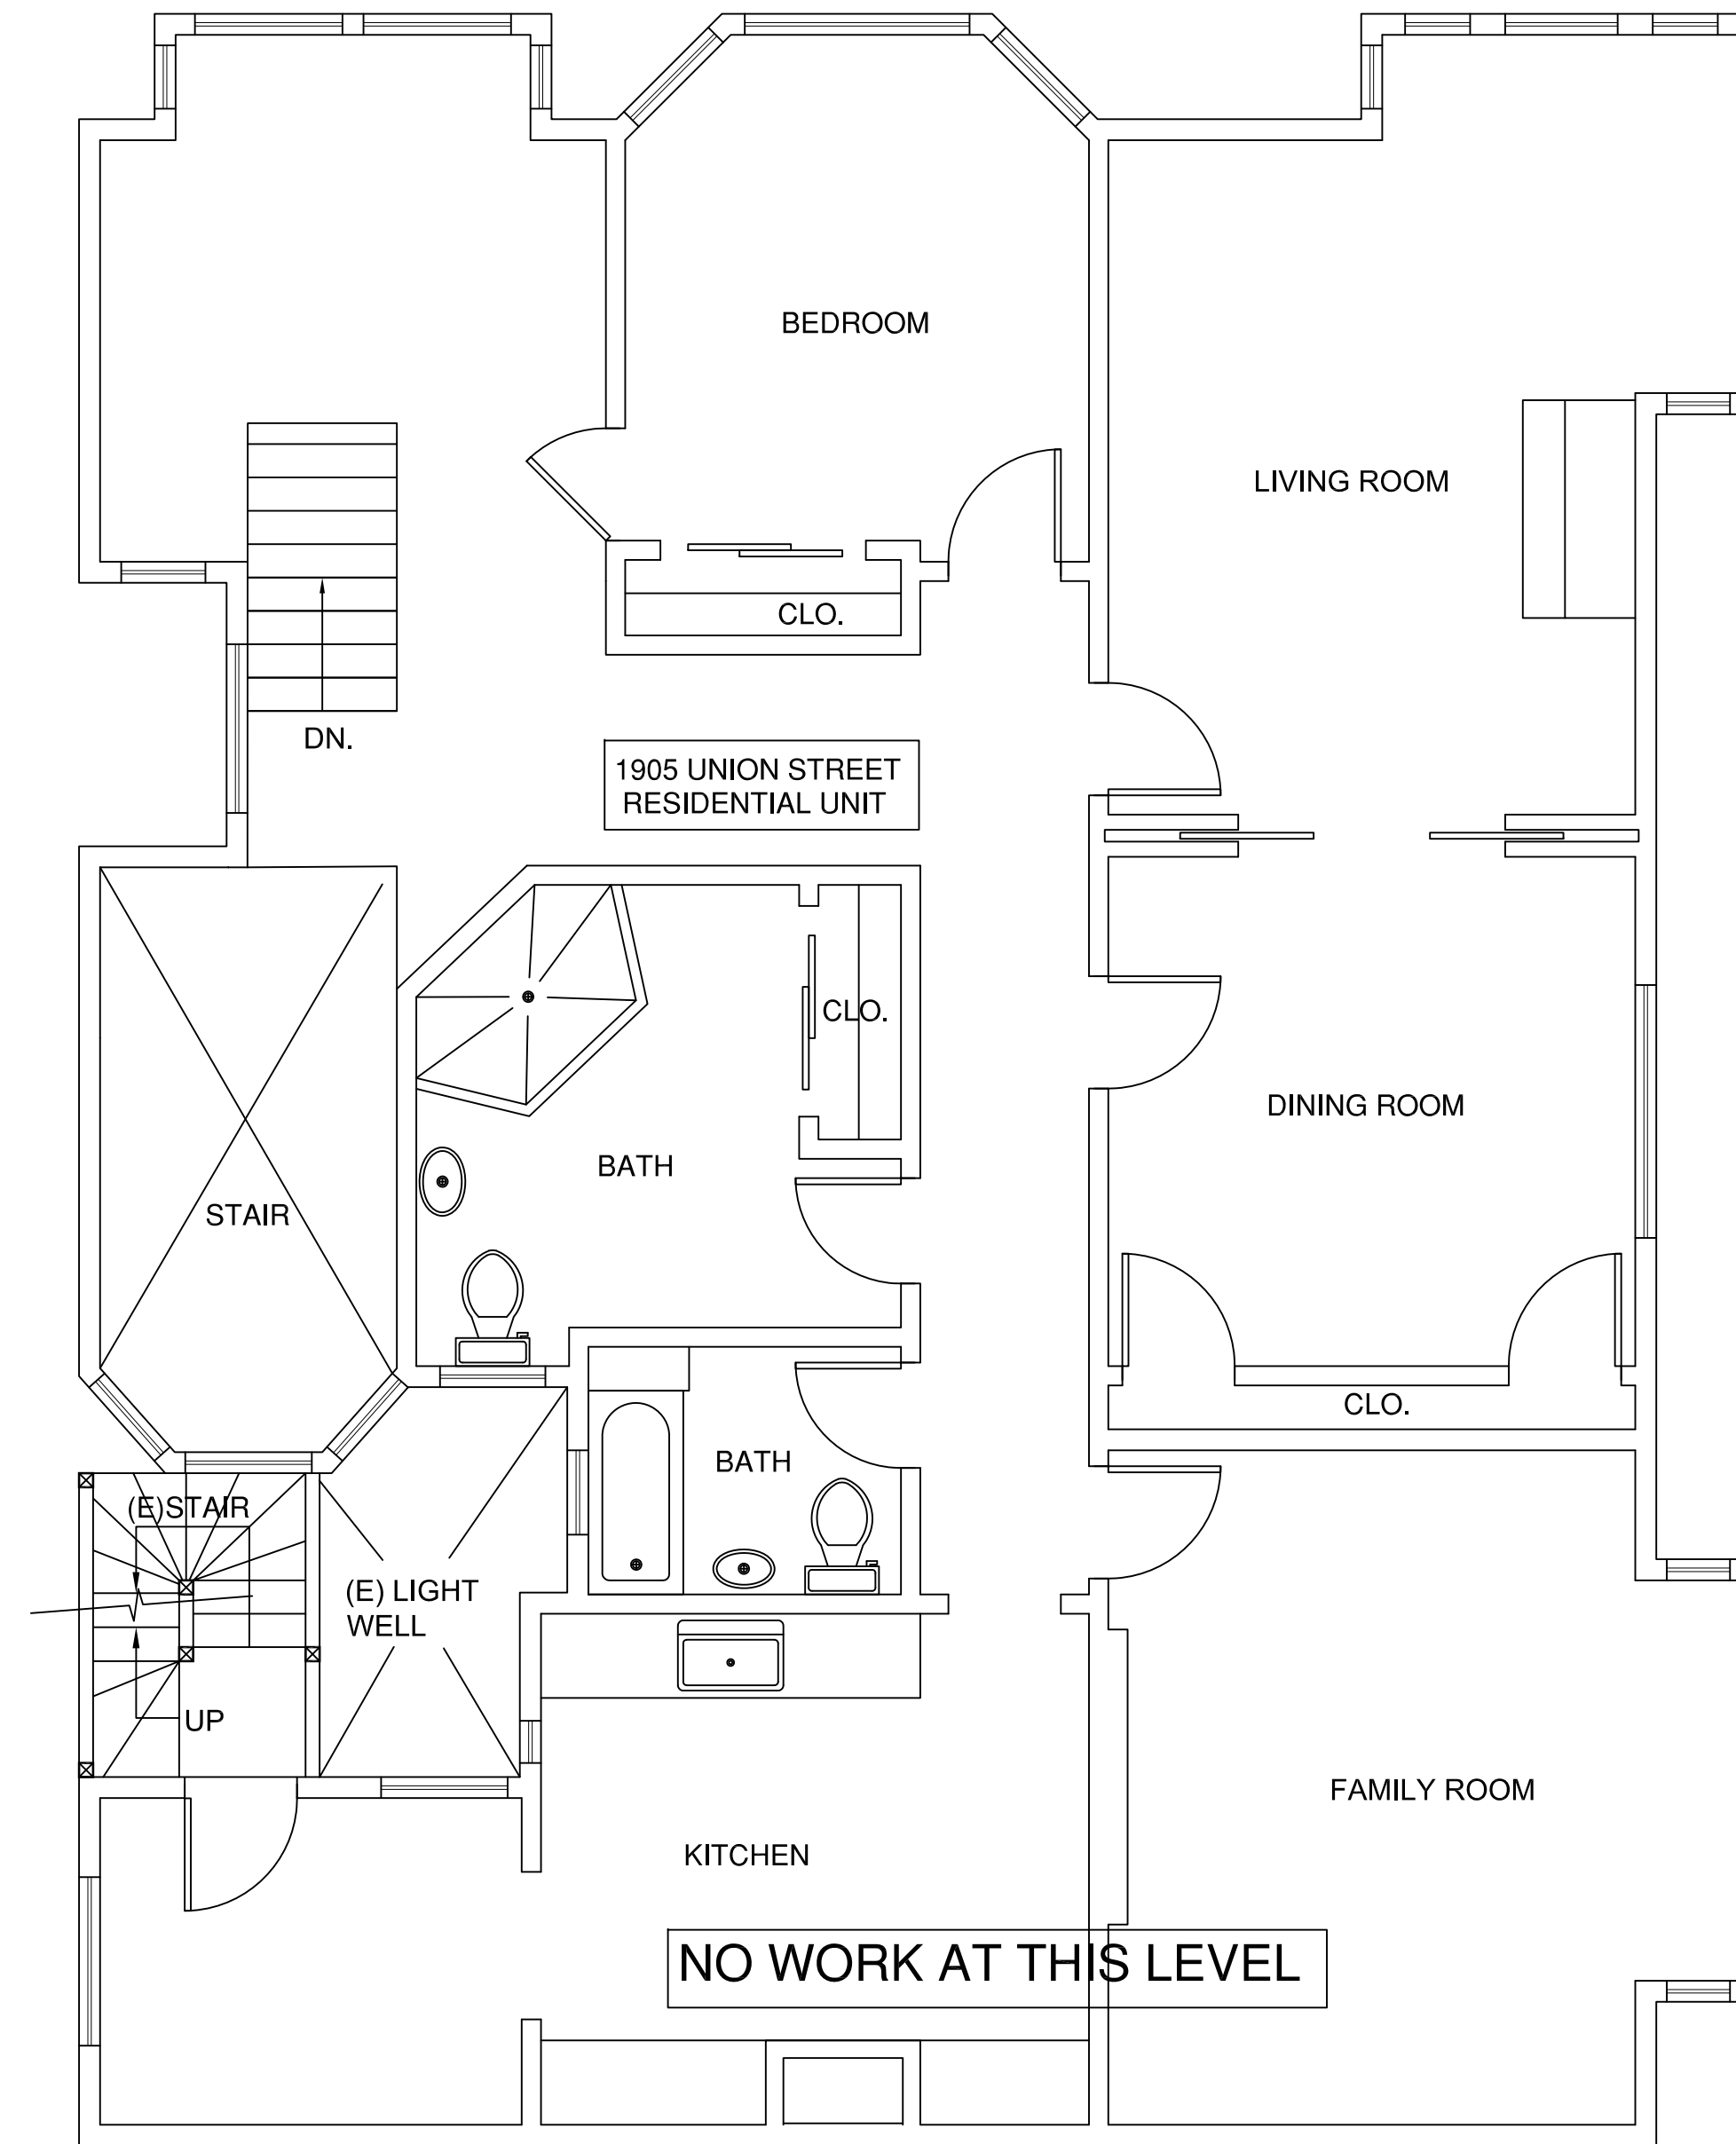 BEDROOM
LIVING ROOM
CLO.
DN.
1905 UNION STREET
RESIDENTIAL UNIT
CLO.
DINING ROOM
BATH
STAIR
CLO.
BATH
(E)STAIR
(E) LIGHT
WELL
UP
FAMILY ROOM
KITCHEN
NO WORK AT THIS LEVEL